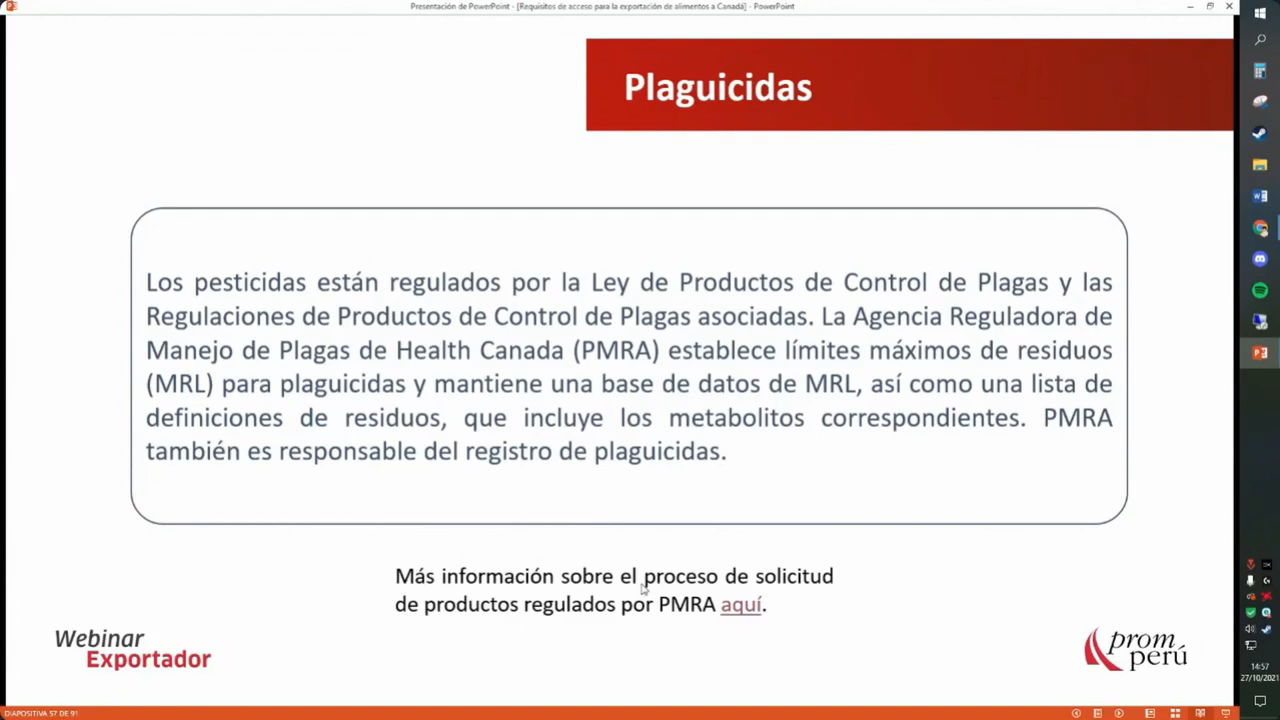 Presentación de PowerPoint - [Requisitos de acceso para la exportación de alimentos a Canadá] - PowerPoint
Plaguicidas
Los pesticidas están regulados por la Ley de Productos de Control de Plagas y las
Regulaciones de Productos de Control de Plagas asociadas. La Agencia Reguladora de
Manejo de Plagas de Health Canada (PMRA) establece límites máximos de residuos
(MRL) para plaguicidas y mantiene una base de datos de MRL, así como una lista de
definiciones de residuos, que incluye los metabolitos correspondientes. PMRA
también es responsable del registro de plaguicidas.
Más información sobre el proceso de solicitud
de productos regulados por PMRA aquí.
Webinar
Exportador
prom
perú
14:57
27/10/2021
DIAPOSITIVA 57 DE 91